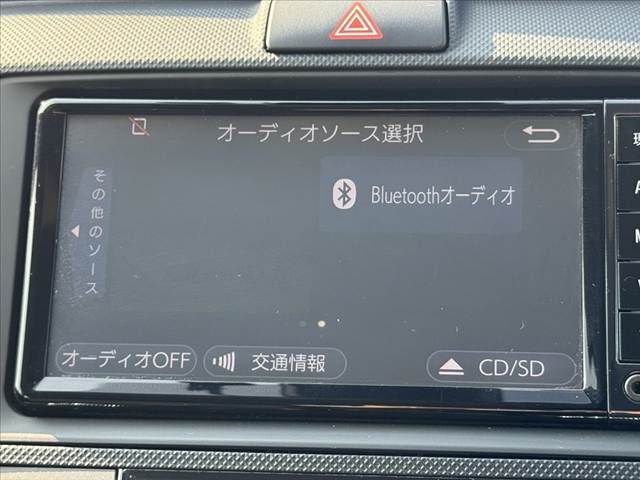 オーディオソース選択
その他のソース
Bluetoothオーディオ
オーディオOFF
交通情報
CD/SD